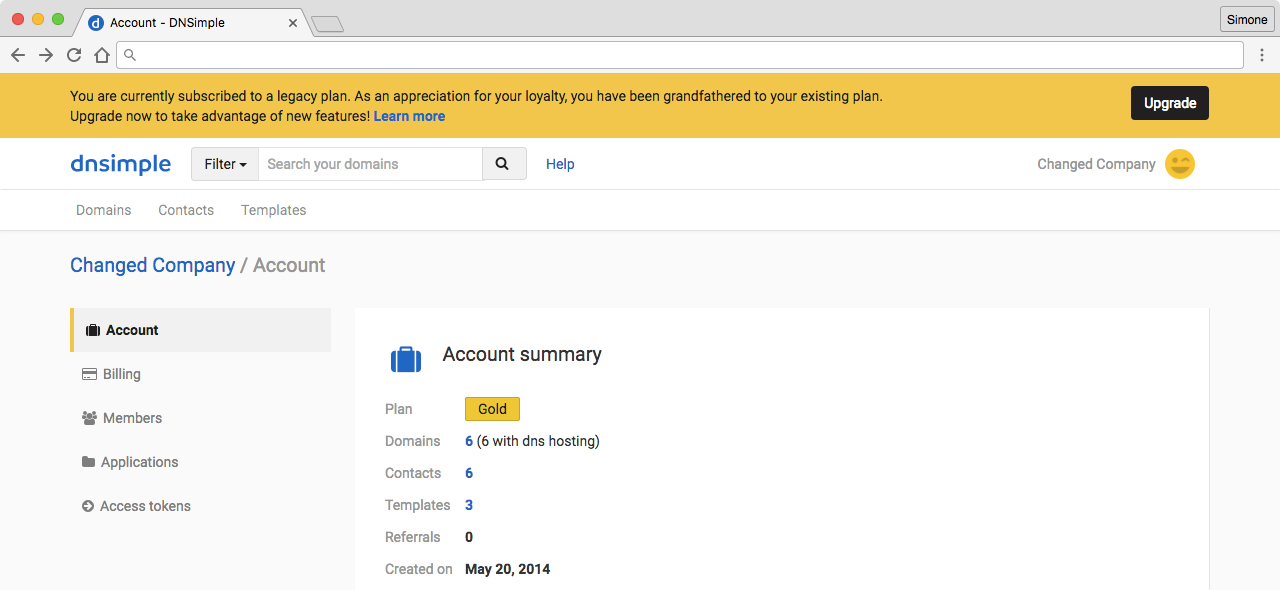 Account - DNSimple
Simone
You are currently subscribed to a legacy plan. As an appreciation for your loyalty, you have been grandfathered to your existing plan.
Upgrade now to take advantage of new features! Learn more
Upgrade
dnsimple
Filter
Search your domains
Help
Changed Company
Domains
Contacts
Templates
Changed Company / Account
Account
Billing
Members
Applications
Access tokens
Account summary
Plan Gold
Domains 6 (6 with dns hosting)
Contacts 6
Templates 3
Referrals 0
Created on May 20, 2014